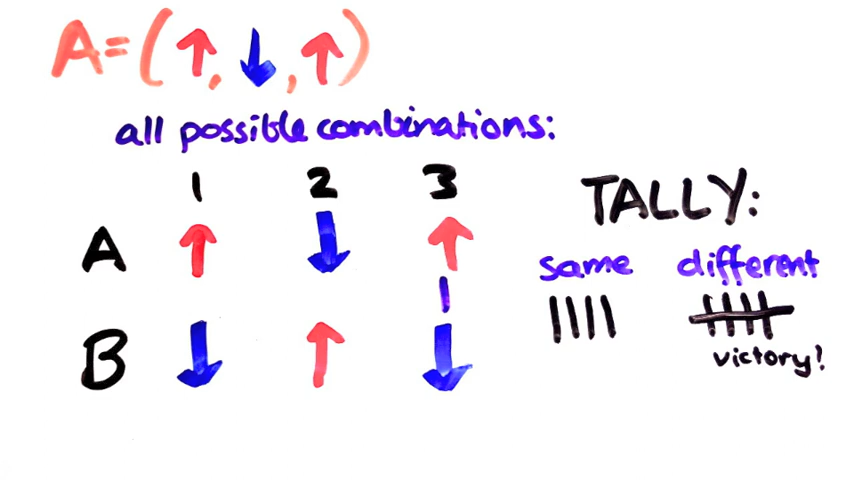 A=(↑,↓,↑)
all possible combinations:
1 2 3
TALLY:
A ↑ ↓ ↑
same different
B ↓ ↑ ↓
victory!